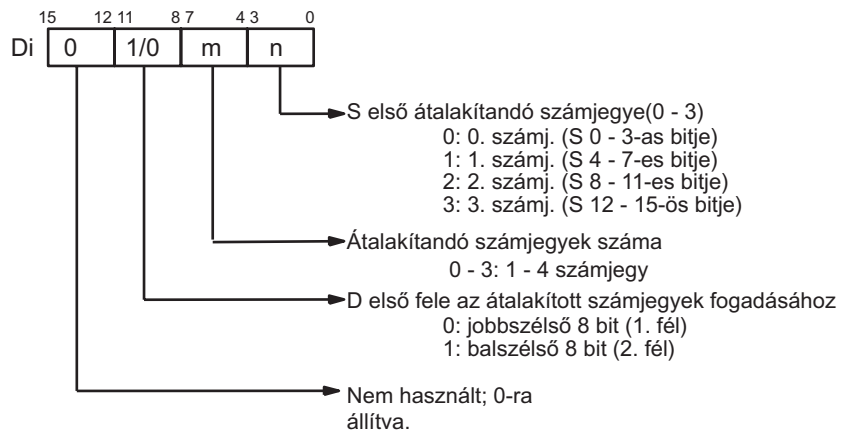 15 12 11 8 7 4 3 0
Di 0 1/0 m n
S első átalakítandó számjegye(0 - 3)
0: 0. számj. (S 0 - 3-as bitje)
1: 1. számj. (S 4 - 7-es bitje)
2: 2. számj. (S 8 - 11-es bitje)
3: 3. számj. (S 12 - 15-ös bitje)
Átalakítandó számjegyek száma
0 - 3: 1 - 4 számjegy
D első fele az átalakított számjegyek fogadásához
0: jobbszélső 8 bit (1. fél)
1: balszélső 8 bit (2. fél)
Nem használt; 0-ra
állítva.